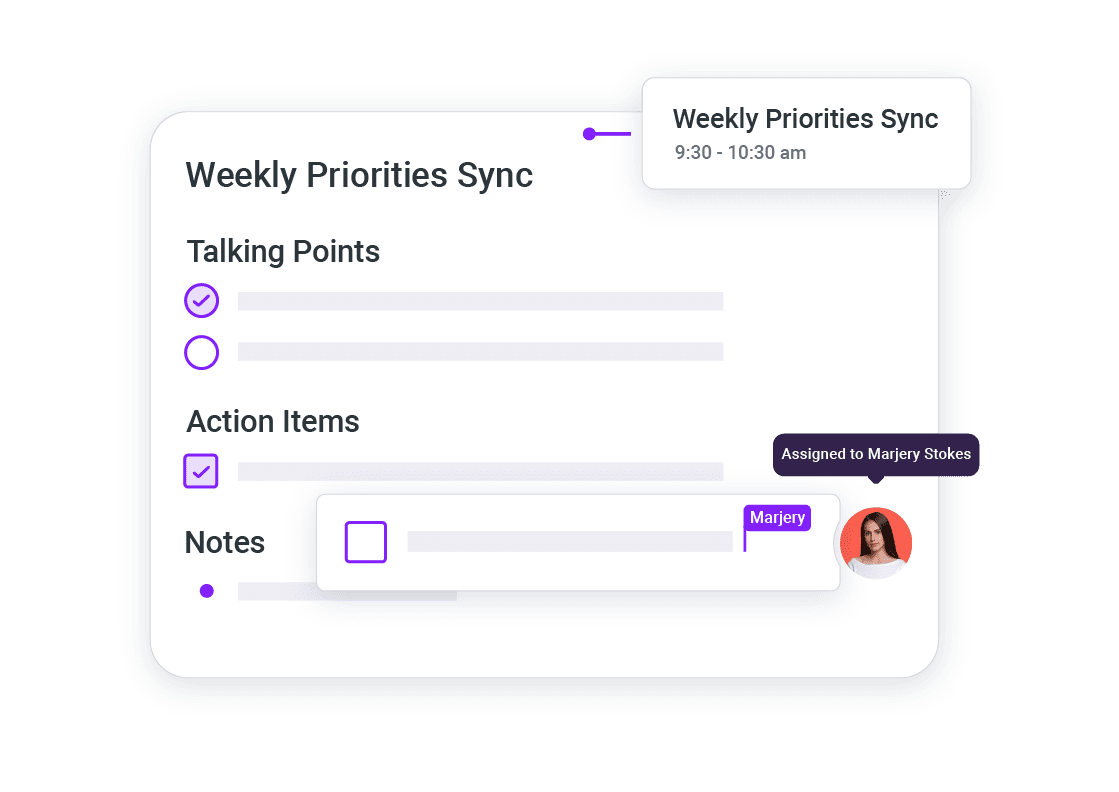 Weekly Priorities Sync
9:30 - 10:30 am
Weekly Priorities Sync
Talking Points
Action Items
Assigned to Marjery Stokes
Marjery
Notes